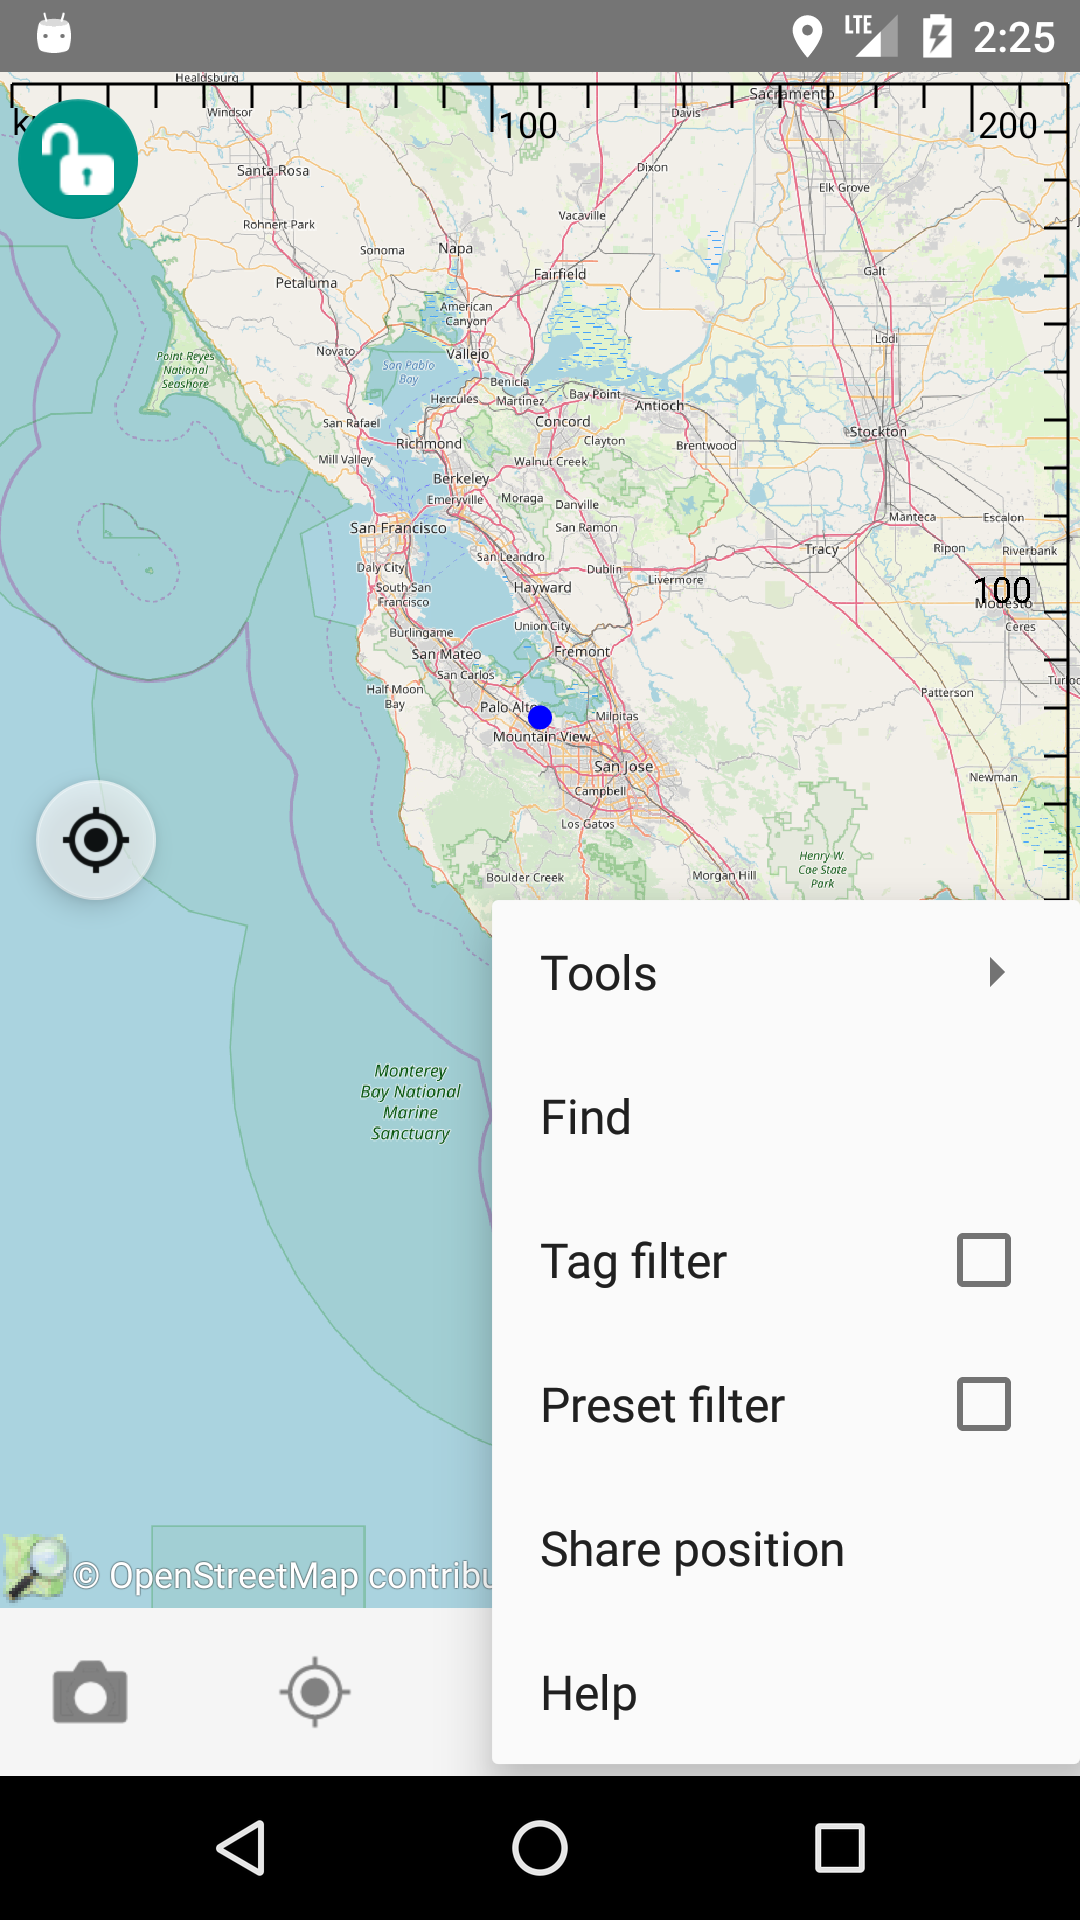 LTE 2:25
Healdsburg
Sacramento
Windsor
100
Davis
200
Santa Rosa
Dixon
Elk Grove
Rohnert Park
Vacaville
Sonoma
Napa
Petaluma
Fairfield
Galt
American
Canyon
Novato
Vallejo
Lodi
Point Reyes
National
Seashore
San Pablo
Bay
Benicia
Hercules
Martinez
Bay Point
Antioch
San Rafael
Concord
Richmond
Clayton
Brentwood
Stockton
Mill Valley
Walnut Creek
Berkeley
Emeryville
Moraga
Danville
Manteca
Escalon
San Francisco
San Ramon
Daly City
San Leandro
Tracy
Ripon
Riverbank
Dublin
Livermore
South San
Francisco
Hayward
100
Modesto
Burlingame
Union City
Ceres
San Mateo
Fremont
San Carlos
Half Moon
Bay
Patterson
Palo Alto
Milpitas
Mountain View
San Jose
Newman
Campbell
Los Gatos
Boulder Creek
Morgan Hill
Henry W.
Coe State
Park
Tools
Monterey
Bay National
Marine
Sanctuary
Find
Tag filter
Preset filter
Share position
© OpenStreetMap contribu
Help